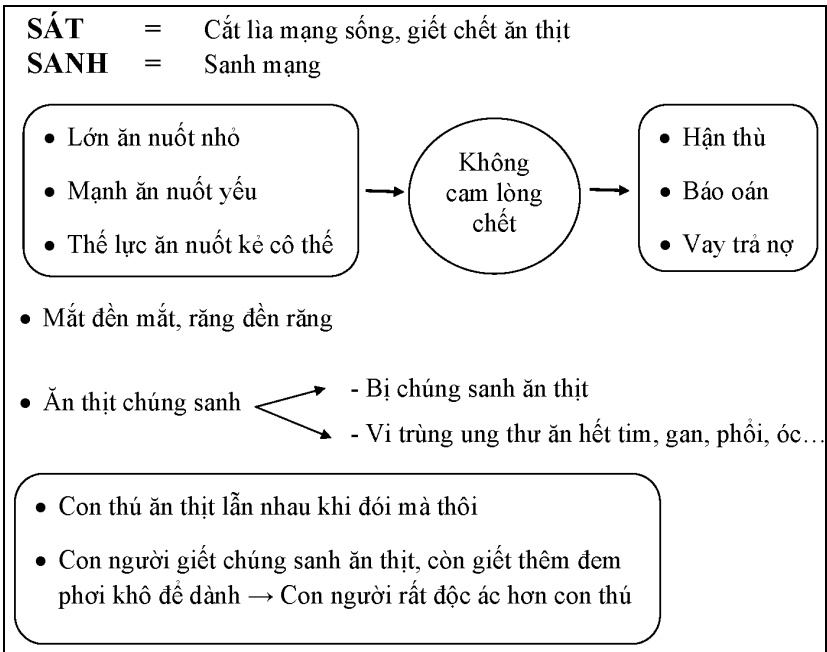 SÁT = Cắt lìa mạng sống, giết chết ăn thịt
SANH = Sanh mạng
• Lớn ăn nuốt nhỏ
• Mạnh ăn nuốt yếu
• Thế lực ăn nuốt kẻ cô thế
Không
cam lòng
chết
• Hận thù
• Báo oán
• Vay trả nợ
• Mắt đền mắt, răng đền răng
• Ăn thịt chúng sanh
- Bị chúng sanh ăn thịt
- Vi trùng ung thư ăn hết tim, gan, phổi, óc…
• Con thú ăn thịt lẫn nhau khi đói mà thôi
• Con người giết chúng sanh ăn thịt, còn giết thêm đem
phơi khô để dành → Con người rất độc ác hơn con thú